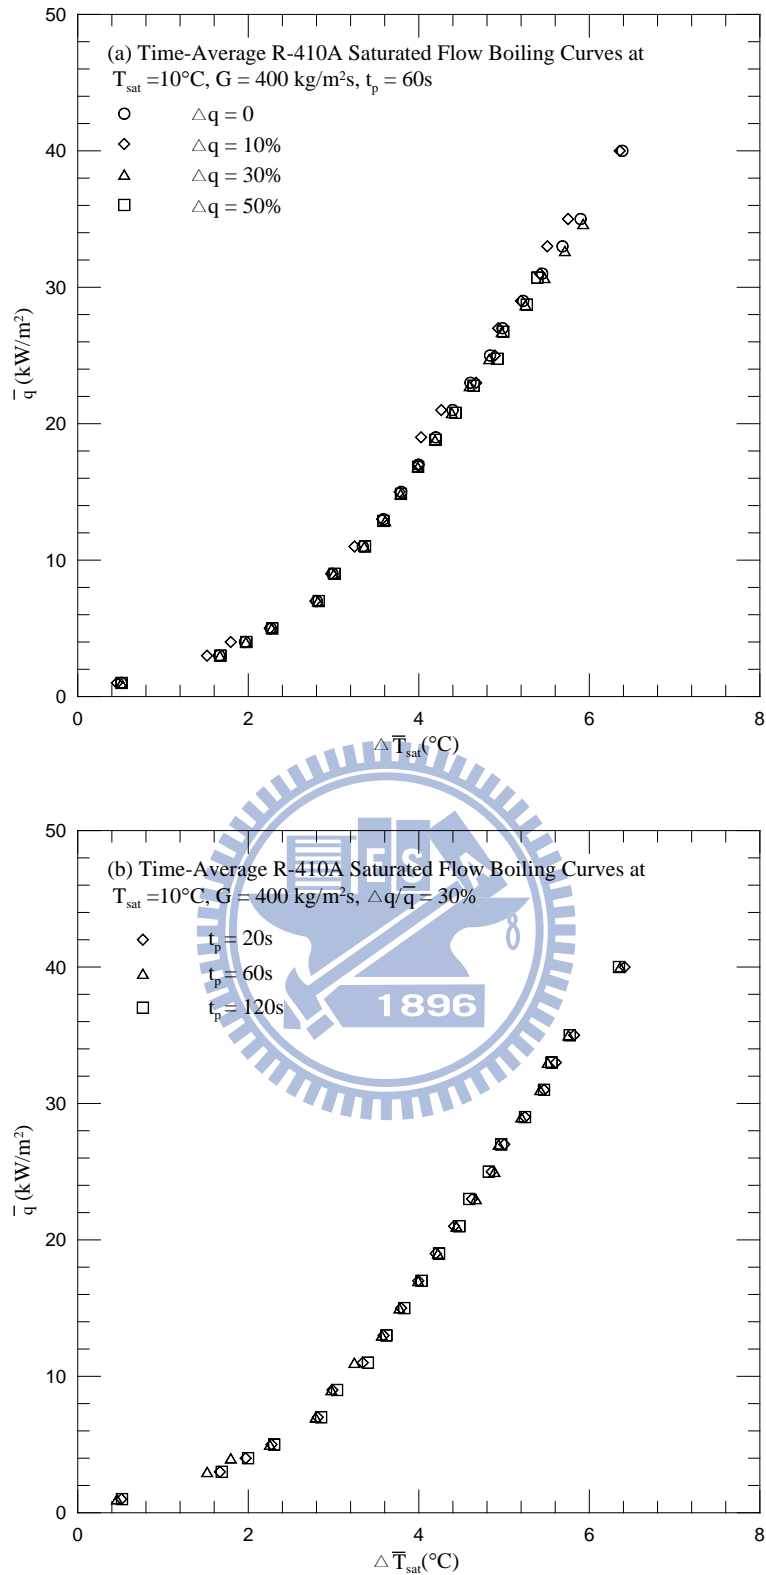 50
(a) Time-Average R-410A Saturated Flow Boiling Curves at
Tsat =10°C, G = 400 kg/m²s, tp = 60s
△q = 0
△q = 10%
△q = 30%
△q = 50%
40
30
20
10
0
q̅ (kW/m²)
0 2 4 6 8
△T̅sat(°C)
50
(b) Time-Average R-410A Saturated Flow Boiling Curves at
Tsat =10°C, G = 400 kg/m²s, △q/q̅ = 30%
tp = 20s
tp = 60s
tp = 120s
40
30
20
10
0
q̅ (kW/m²)
0 2 4 6 8
△T̅sat(°C)
E S
1896